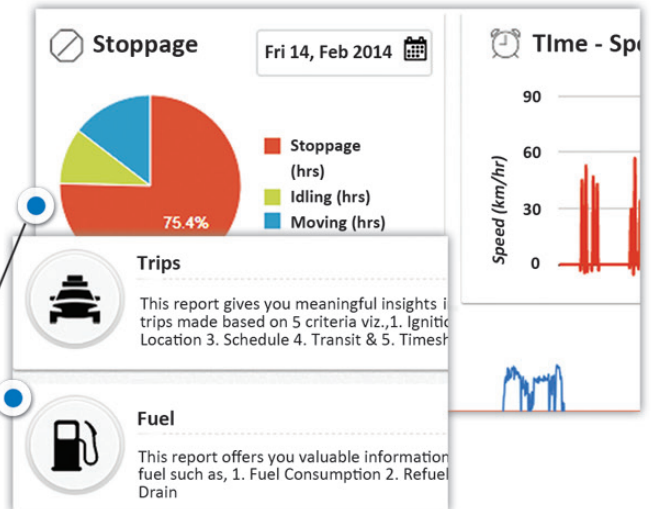 Stoppage
Fri 14, Feb 2014
Stoppage
(hrs)
Idling (hrs)
Moving (hrs)
75.4%
TIme - Spe
90
60
30
0
Speed (km/hr)
Trips
This report gives you meaningful insights i
trips made based on 5 criteria viz.,1. Ignitio
Location 3. Schedule 4. Transit & 5. Timesh
Fuel
This report offers you valuable information
fuel such as, 1. Fuel Consumption 2. Refuel
Drain